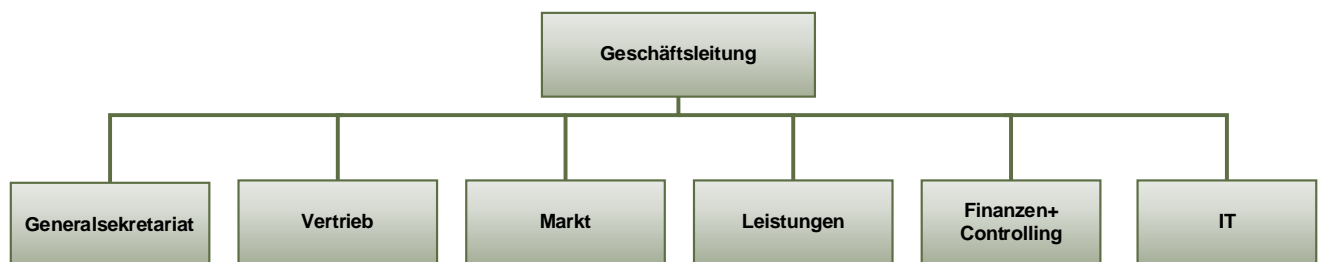 Geschäftsleitung
Generalsekretariat
Vertrieb
Markt
Leistungen
Finanzen+
Controlling
IT